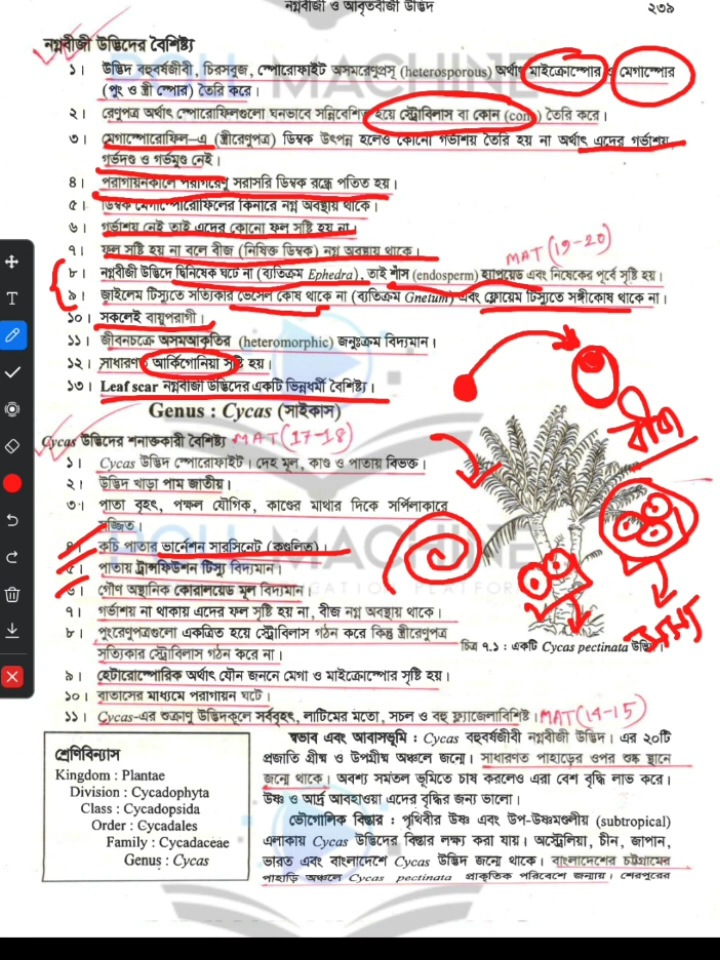 নগ্নবীজী ও আবৃতবীজী উদ্ভিদ ২৩৯
নগ্নবীজী উদ্ভিদের বৈশিষ্ট্য
১। উদ্ভিদ বহুবর্ষজীবী, চিরসবুজ, স্পোরোফাইট অসমরেণুপ্রসূ (heterosporous) অর্থাৎ মাইক্রোস্পোর ও মেগাস্পোর
(পুং ও স্ত্রী স্পোর) তৈরি করে।
২। রেণুপত্র অর্থাৎ স্পোরোফিলগুলো ঘনভাবে সন্নিবেশিত হয়ে স্ট্রোবিলাস বা কোন (cone) তৈরি করে।
৩। মেগাস্পোরোফিল-এ (স্ত্রীরেণুপত্র) ডিম্বক উৎপন্ন হলেও কোনো গর্ভাশয় তৈরি হয় না অর্থাৎ এদের গর্ভাশয়,
গর্ভদণ্ড ও গর্ভমুণ্ড নেই।
৪। পরাগায়নকালে পরাগরেণু সরাসরি ডিম্বক রন্ধ্রে পতিত হয়।
৫। ডিম্বক মেগাস্পোরোফিলের কিনারে নগ্ন অবস্থায় থাকে।
৬। গর্ভাশয় নেই তাই এদের কোনো ফল সৃষ্টি হয় না।
৭। ফল সৃষ্টি হয় না বলে বীজ (নিষিক্ত ডিম্বক) নগ্ন অবস্থায় থাকে।
MAT (19-20)
৮। নগ্নবীজী উদ্ভিদে দ্বিনিষেক ঘটে না (ব্যতিক্রম Ephedra), তাই শাঁস (endosperm) হ্যাপ্লয়েড এবং নিষেকের পূর্বে সৃষ্টি হয়।
৯। জাইলেম টিস্যুতে সত্যিকার ভেসেল কোষ থাকে না (ব্যতিক্রম Gnetum) এবং ফ্লোয়েম টিস্যুতে সঙ্গীকোষ থাকে না।
১০। সকলেই বায়ুপরাগী।
১১। জীবনচক্রে অসমআকৃতির (heteromorphic) জনুঃক্রম বিদ্যমান।
১২। সাধারণত আর্কিগোনিয়া সৃষ্টি হয়।
১৩। Leaf scar নগ্নবীজী উদ্ভিদের একটি ভিন্নধর্মী বৈশিষ্ট্য।
বীজ
Genus : Cycas (সাইকাস)
Cycas উদ্ভিদের শনাক্তকারী বৈশিষ্ট্য MAT (17-18)
১। Cycas উদ্ভিদ স্পোরোফাইট। দেহ মূল, কাণ্ড ও পাতায় বিভক্ত।
২। উদ্ভিদ খাড়া পাম জাতীয়।
৩। পাতা বৃহৎ, পক্ষল যৌগিক, কাণ্ডের মাথার দিকে সর্পিলাকারে
সজ্জিত।
৪। কচি পাতার ভার্নেশন সারসিনেট (কুণ্ডলিত)।
৫। পাতায় ট্রান্সফিউশন টিস্যু বিদ্যমান।
৬। গৌণ অস্থানিক কোরালয়েড মূল বিদ্যমান।
৭। গর্ভাশয় না থাকায় এদের ফল সৃষ্টি হয় না, বীজ নগ্ন অবস্থায় থাকে।
৮। পুংরেণুপত্রগুলো একত্রিত হয়ে স্ট্রোবিলাস গঠন করে কিন্তু স্ত্রীরেণুপত্র
সত্যিকার স্ট্রোবিলাস গঠন করে না।
শস্য
চিত্র ৭.১ : একটি Cycas pectinata উদ্ভিদ।
৯। হেটারোস্পোরিক অর্থাৎ যৌন জননে মেগা ও মাইক্রোস্পোর সৃষ্টি হয়।
১০। বাতাসের মাধ্যমে পরাগায়ন ঘটে।
১১। Cycas-এর শুক্রাণু উদ্ভিদকূলে সর্ববৃহৎ, লাটিমের মতো, সচল ও বহু ফ্ল্যাজেলাবিশিষ্ট। MAT (14-15)
শ্রেণিবিন্যাস
Kingdom : Plantae
Division : Cycadophyta
Class : Cycadopsida
Order : Cycadales
Family : Cycadaceae
Genus : Cycas
স্বভাব এবং আবাসভূমি : Cycas বহুবর্ষজীবী নগ্নবীজী উদ্ভিদ। এর ২০টি
প্রজাতি গ্রীষ্ম ও উপগ্রীষ্ম অঞ্চলে জন্মে। সাধারণত পাহাড়ের ওপর শুষ্ক স্থানে
জন্মে থাকে। অবশ্য সমতল ভূমিতে চাষ করলেও এরা বেশ বৃদ্ধি লাভ করে।
উষ্ণ ও আর্দ্র আবহাওয়া এদের বৃদ্ধির জন্য ভালো।
ভৌগোলিক বিস্তার : পৃথিবীর উষ্ণ এবং উপ-উষ্ণমণ্ডলীয় (subtropical)
এলাকায় Cycas উদ্ভিদের বিস্তার লক্ষ্য করা যায়। অস্ট্রেলিয়া, চীন, জাপান,
ভারত এবং বাংলাদেশে Cycas উদ্ভিদ জন্মে থাকে। বাংলাদেশের চট্টগ্রামের
পাহাড়ি অঞ্চলে Cycas pectinata প্রাকৃতিক পরিবেশে জন্মায়। শেরপুরের